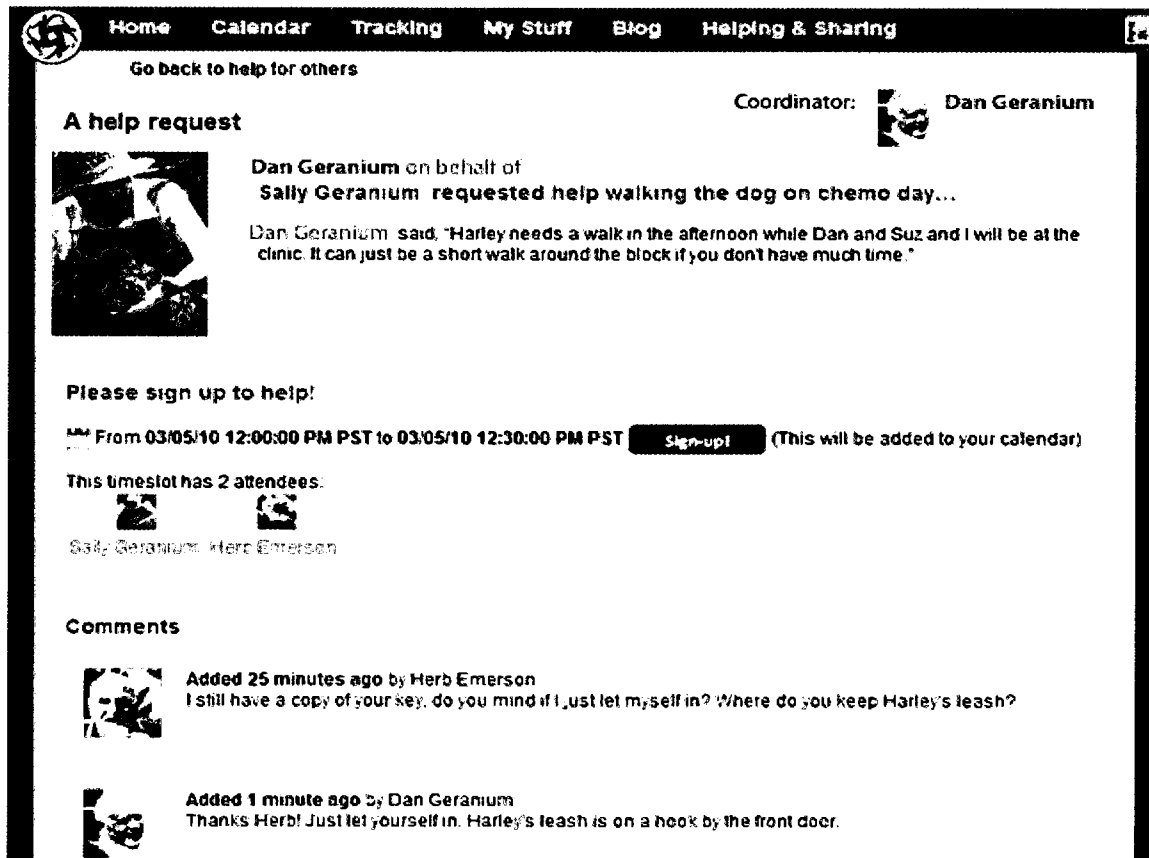 Home Calendar Tracking My Stuff Blog Helping & Sharing
Go back to help for others
Coordinator: Dan Geranium
A help request
Dan Geranium on behalf of
Sally Geranium requested help walking the dog on chemo day...
Dan Geranium said, "Harley needs a walk in the afternoon while Dan and Suz and I will be at the
clinic. It can just be a short walk around the block if you don't have much time."
Please sign up to help!
From 03/05/10 12:00:00 PM PST to 03/05/10 12:30:00 PM PST Sign-up! (This will be added to your calendar)
This timeslot has 2 attendees:
Sally Geranium Herb Emerson
Comments
Added 25 minutes ago by Herb Emerson
I still have a copy of your key, do you mind if I just let myself in? Where do you keep Harley's leash?
Added 1 minute ago by Dan Geranium
Thanks Herb! Just let yourself in. Harley's leash is on a hook by the front door.